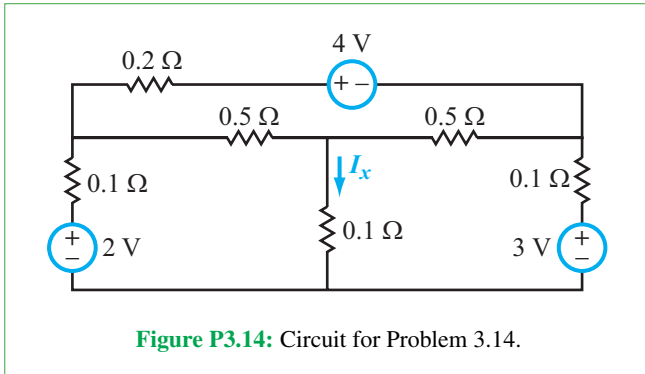 4 V
0.2 Ω
+ −
0.5 Ω
0.5 Ω
I_x
0.1 Ω
0.1 Ω
0.1 Ω
+
−
2 V
3 V
+
−
Figure P3.14: Circuit for Problem 3.14.